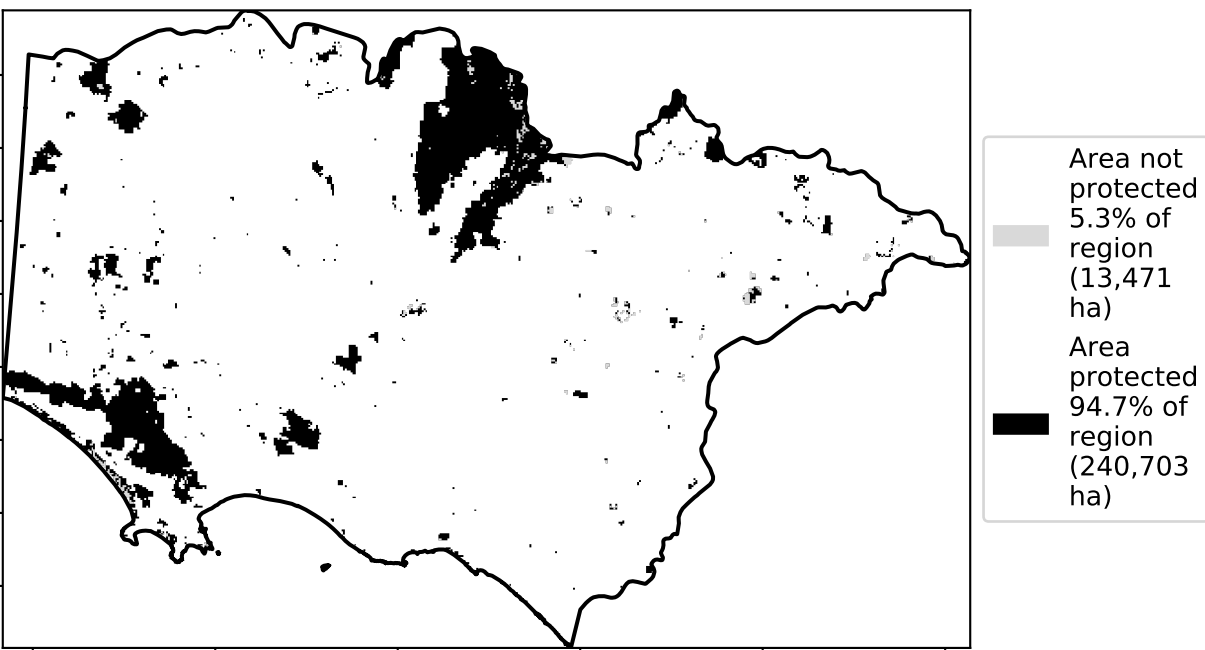 Area not
protected
5.3% of
region
(13,471
ha)
Area
protected
94.7% of
region
(240,703
ha)